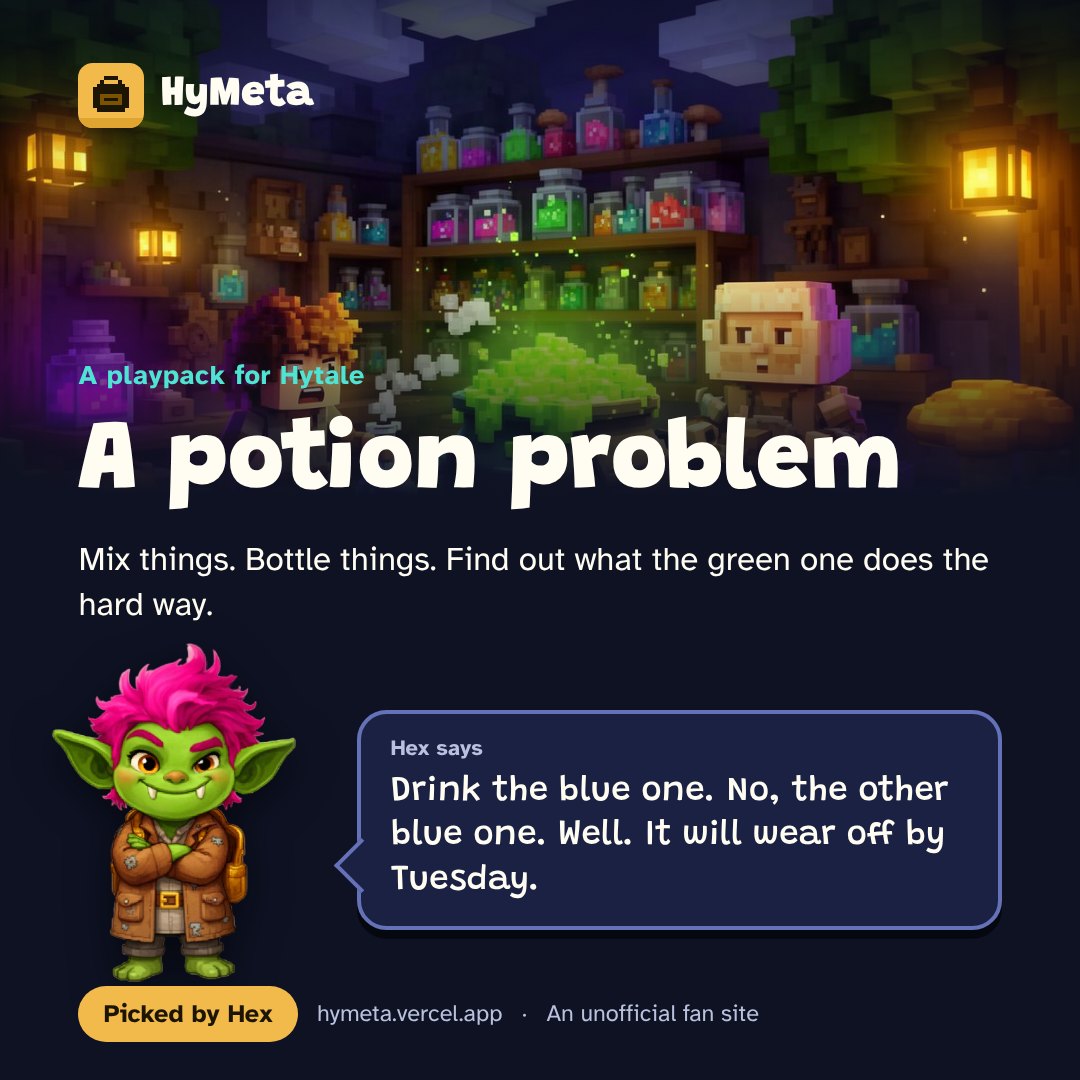 HyMeta
A playpack for Hytale
A potion problem
Mix things. Bottle things. Find out what the green one does the
hard way.
Hex says
Drink the blue one. No, the other
blue one. Well. It will wear off by
Tuesday.
Picked by Hex
hymeta.vercel.app · An unofficial fan site